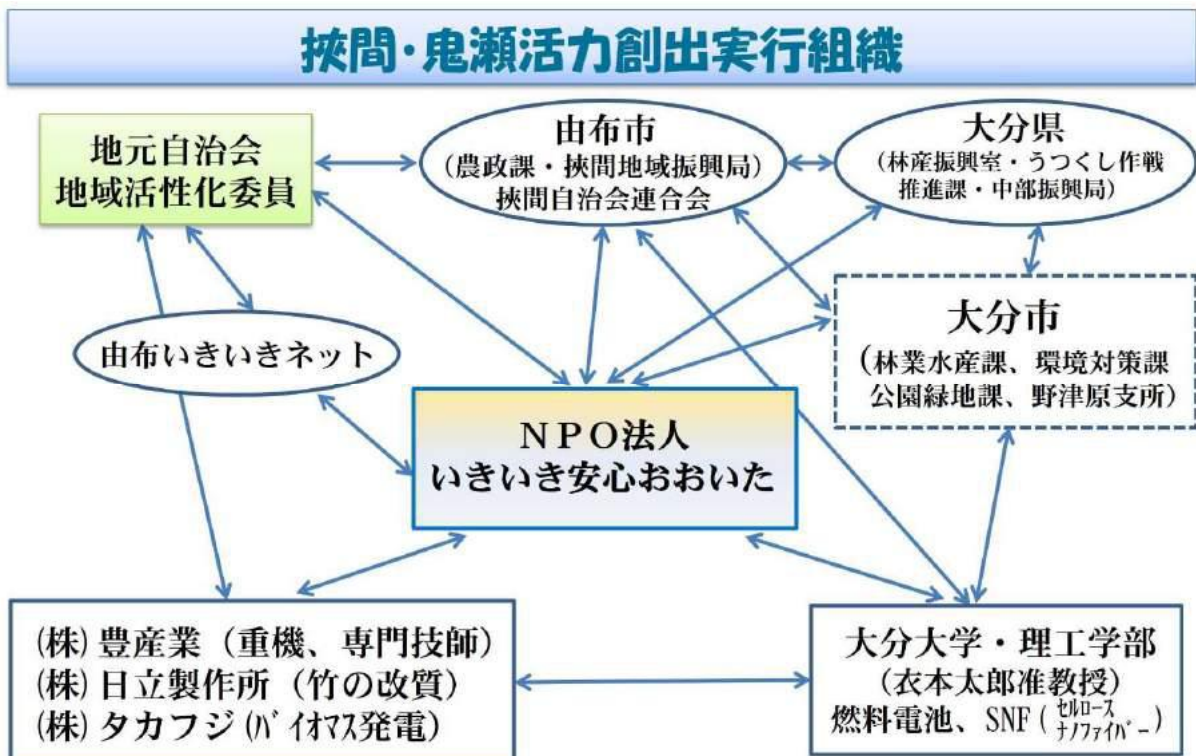 挾間・鬼瀬活力創出実行組織
地元自治会
地域活性化委員
由布市
(農政課・挾間地域振興局)
挾間自治会連合会
大分県
(林産振興室・うつくし作戦
推進課・中部振興局)
由布いきいきネット
大分市
(林業水産課、環境対策課
公園緑地課、野津原支所)
NPO法人
いきいき安心おおいた
(株) 豊産業 (重機、専門技師)
(株) 日立製作所 (竹の改質)
(株) タカフジ (ﾊﾞｲｵﾏｽ発電)
大分大学・理工学部
(衣本太郎准教授)
燃料電池、SNF (ｾﾙﾛｰｽ
ﾅﾉﾌｧｲﾊﾞｰ)